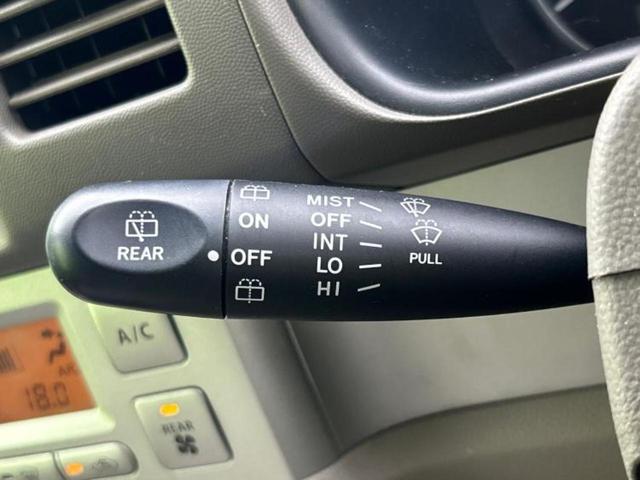 REAR
ON
OFF
MIST
OFF
INT
LO
HI
PULL
A/C
A/C
18.0
REAR